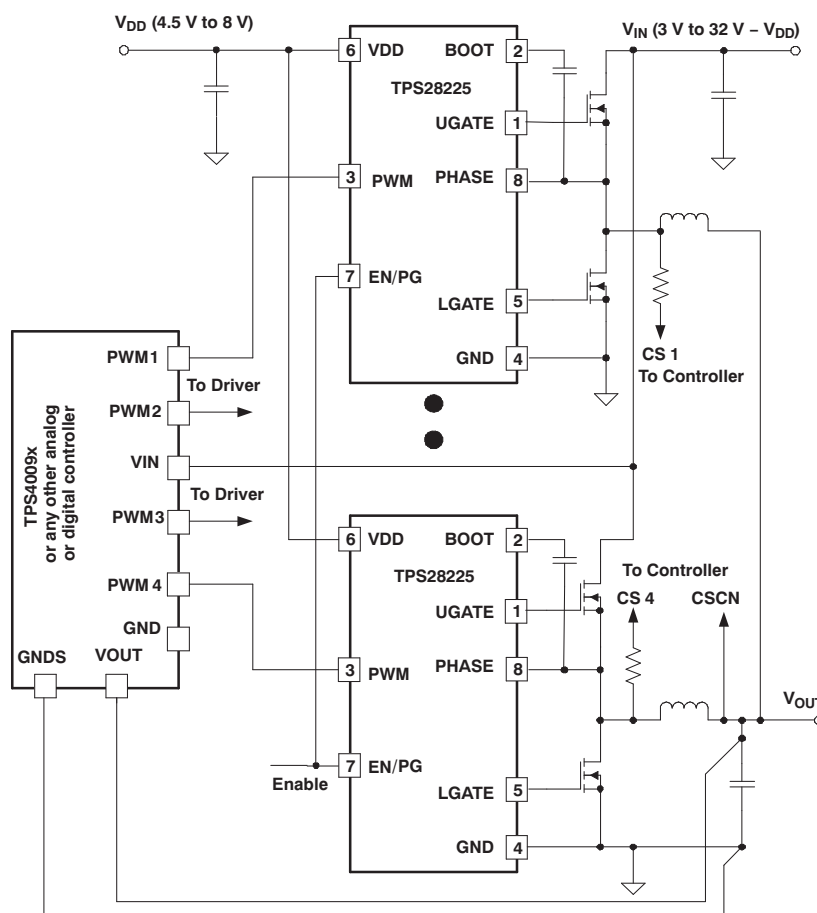 VDD (4.5 V to 8 V)
VIN (3 V to 32 V – VDD)
6 VDD
BOOT 2
TPS28225
UGATE 1
3 PWM
PHASE 8
7 EN/PG
LGATE 5
GND 4
CS 1
To Controller
TPS4009x
or any other analog
or digital controller
PWM1
To Driver
PWM2
VIN
To Driver
PWM3
PWM 4
GND
GNDS
VOUT
6 VDD
BOOT 2
TPS28225
UGATE 1
3 PWM
PHASE 8
7 EN/PG
Enable
LGATE 5
GND 4
To Controller
CS 4
CSCN
VOUT